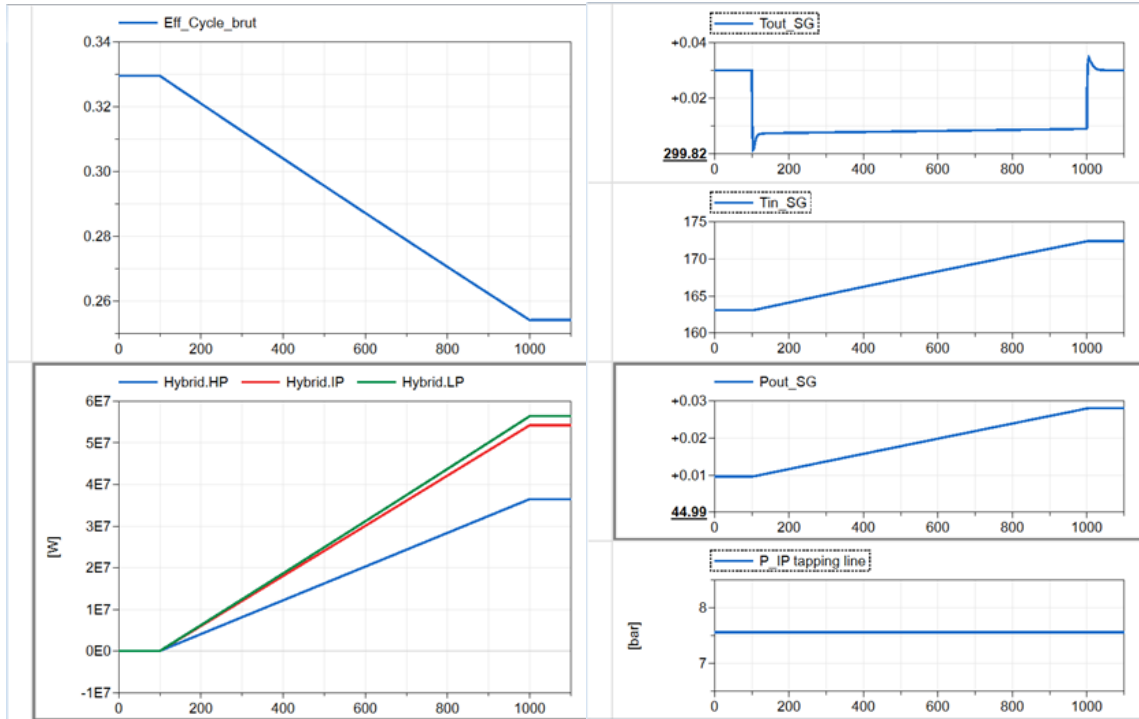 Eff_Cycle_brut
0.34
0.32
0.30
0.28
0.26
0 200 400 600 800 1000
Hybrid.HP Hybrid.IP Hybrid.LP
6E7
5E7
4E7
3E7
2E7
1E7
0E0
-1E7
[W]
0 200 400 600 800 1000
Tout_SG
+0.04
+0.02
299.82
0 200 400 600 800 1000
Tin_SG
175
170
165
160
0 200 400 600 800 1000
Pout_SG
+0.03
+0.02
+0.01
44.99
0 200 400 600 800 1000
P_IP tapping line
8
7
[bar]
0 200 400 600 800 1000